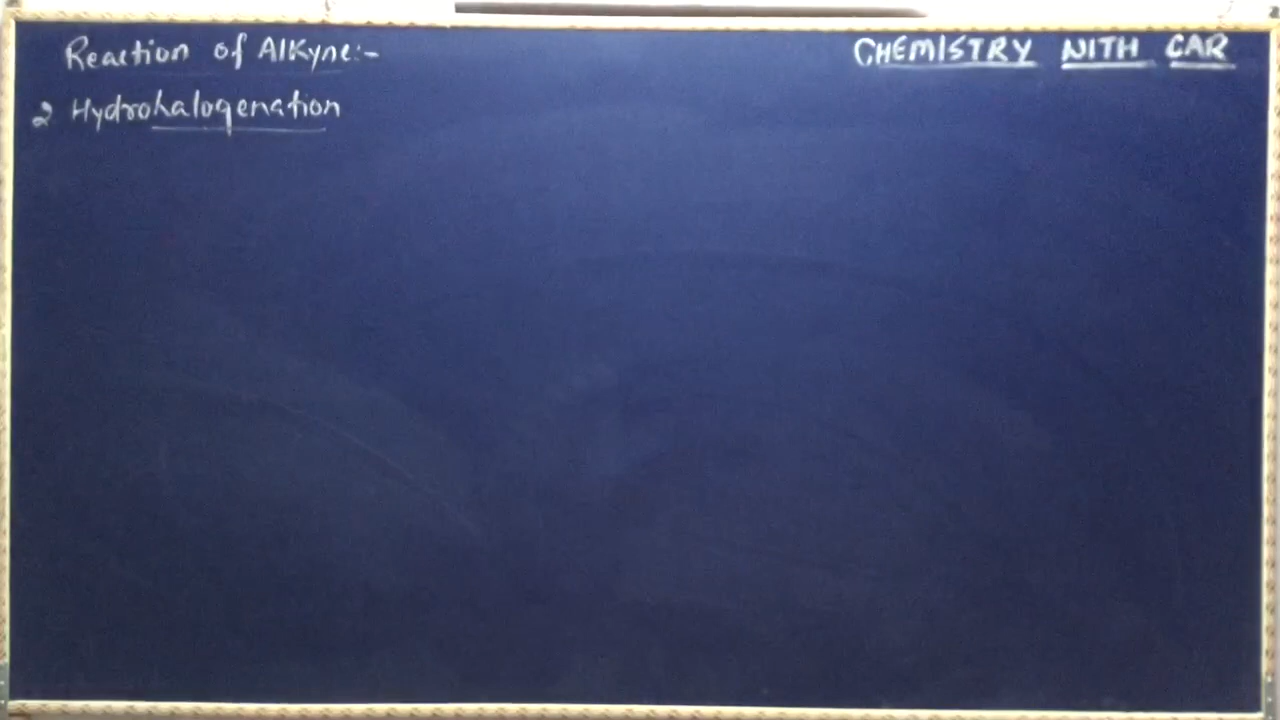 Reaction of Alkyne:-
CHEMISTRY WITH CAR
2 Hydrohalogenation